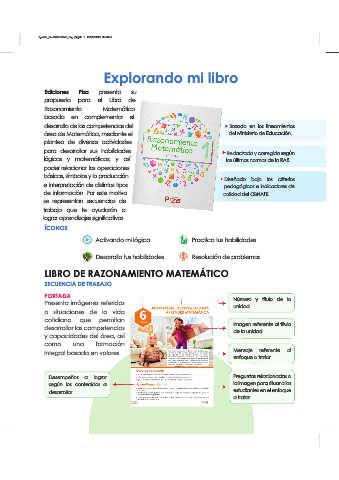 Explorando mi libro
Ediciones Piza presenta su
propuesta para el Libro de
Razonamiento Matemático
basado en complementar el
desarrollo de las competencias del
área de Matemática, mediante el
plantea de diversas actividades
para desarrollar sus habilidades
lógicas y matemáticas; y así
poder relacionar las operaciones
básicas, símbolos y la producción
e interpretación de distintos tipos
de información. Por este motivo
se representan secuencias de
trabajo que te ayudarán a
lograr aprendizajes significativos
Razonamiento
Matemático
1
Basado en los lineamientos
del Ministerio de Educación.
Redactado y corregido según
las últimas normas de la RAE.
Diseñado bajo los criterios
pedagógicos e indicadores de
calidad del
ÍCONOS
Activando mi lógica
Practica tus habilidades
Desarrolla tus habilidades
Resolución de problemas
LIBRO DE RAZONAMIENTO MATEMÁTICO
SECUENCIA DE TRABAJO
PORTADA
Presenta imágenes referidas
a situaciones de la vida
cotidiana que permitan
desarrollar las competencias
y capacidades del área, así
como una formación
integral basada en valores
6
Número y título de la
unidad
Imagen referente al título
de la unidad
Mensaje referente al
enfoque a tratar
Preguntas relacionadas a
la imagen para situar a los
estudiantes en el enfoque
a tratar
Desempeños a lograr
según los contenidos a
desarrollar